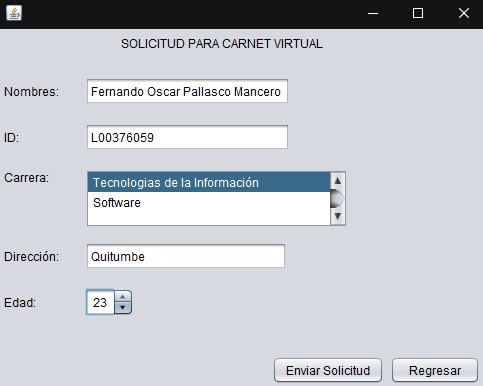 SOLICITUD PARA CARNET VIRTUAL
Nombres: Fernando Oscar Pallasco Mancero
ID: L00376059
Carrera: Tecnologias de la Información
Software
Dirección: Quitumbe
Edad: 23
Enviar Solicitud Regresar